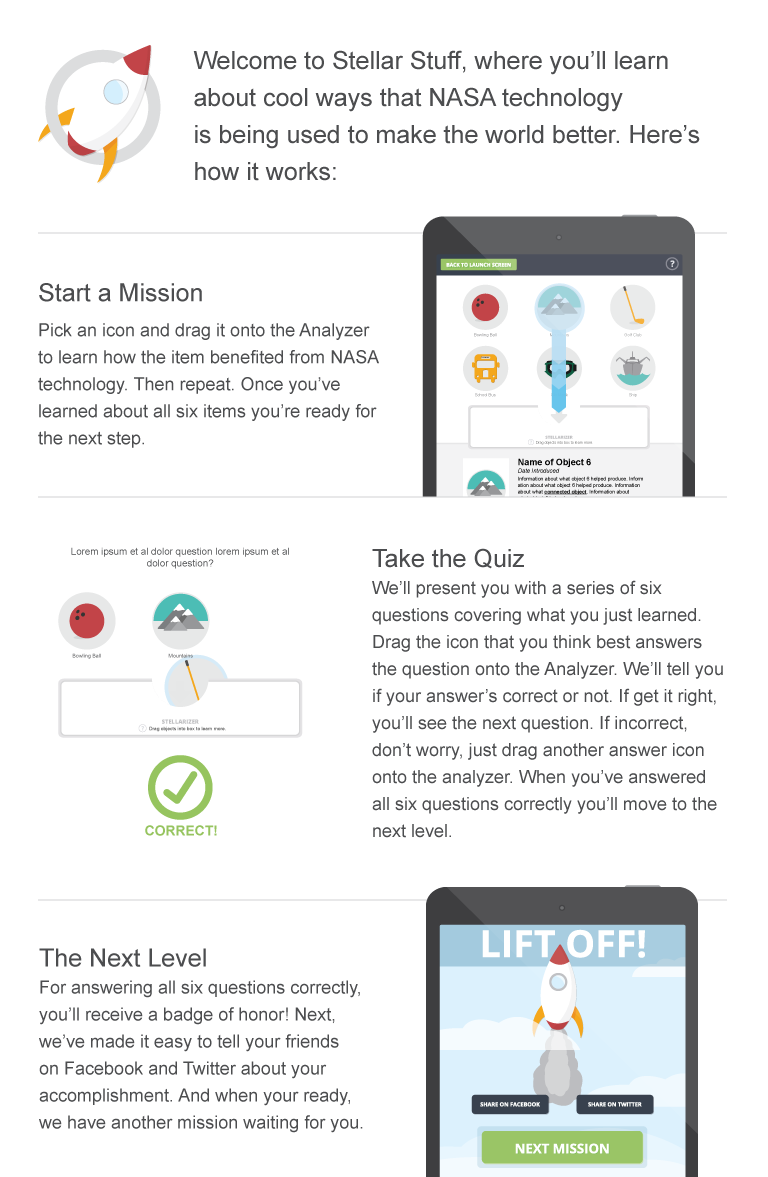 Welcome to Stellar Stuff, where you'll learn
about cool ways that NASA technology
is being used to make the world better. Here's
how it works:
Start a Mission
Pick an icon and drag it onto the Analyzer
to learn how the item benefited from NASA
technology. Then repeat. Once you've
learned about all six items you're ready for
the next step.
BACK TO LAUNCH SCREEN
?
Bowling Ball
Golf Club
School Bus
Ship
STELLARIZER
? Drag objects into box to learn more
Name of Object 6
Date Introduced
Information about what object 6 helped produce. Inform
ation about what object 6 helped produce. Information
about what connected object. Information about
Lorem ipsum et al dolor question lorem ipsum et al
dolor question?
Bowling Ball
Mountains
STELLARIZER
? Drag objects into box to learn more.
CORRECT!
Take the Quiz
We'll present you with a series of six
questions covering what you just learned.
Drag the icon that you think best answers
the question onto the Analyzer. We'll tell you
if your answer's correct or not. If get it right,
you'll see the next question. If incorrect,
don't worry, just drag another answer icon
onto the analyzer. When you've answered
all six questions correctly you'll move to the
next level.
The Next Level
For answering all six questions correctly,
you'll receive a badge of honor! Next,
we've made it easy to tell your friends
on Facebook and Twitter about your
accomplishment. And when your ready,
we have another mission waiting for you.
LIFT OFF!
SHARE ON FACEBOOK
SHARE ON TWITTER
NEXT MISSION